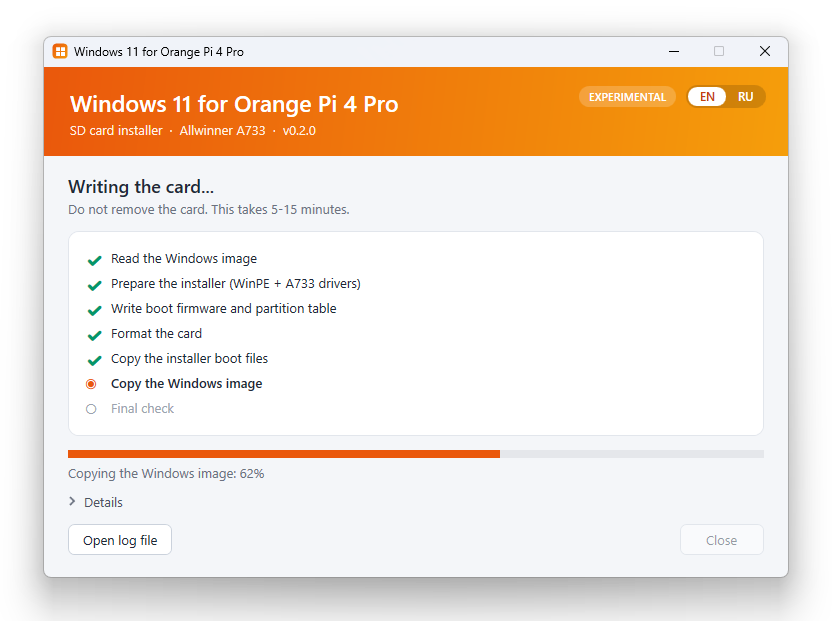 Windows 11 for Orange Pi 4 Pro
Windows 11 for Orange Pi 4 Pro
EXPERIMENTAL
EN
RU
SD card installer · Allwinner A733 · v0.2.0
Writing the card...
Do not remove the card. This takes 5-15 minutes.
Read the Windows image
Prepare the installer (WinPE + A733 drivers)
Write boot firmware and partition table
Format the card
Copy the installer boot files
Copy the Windows image
Final check
Copying the Windows image: 62%
Details
Open log file
Close